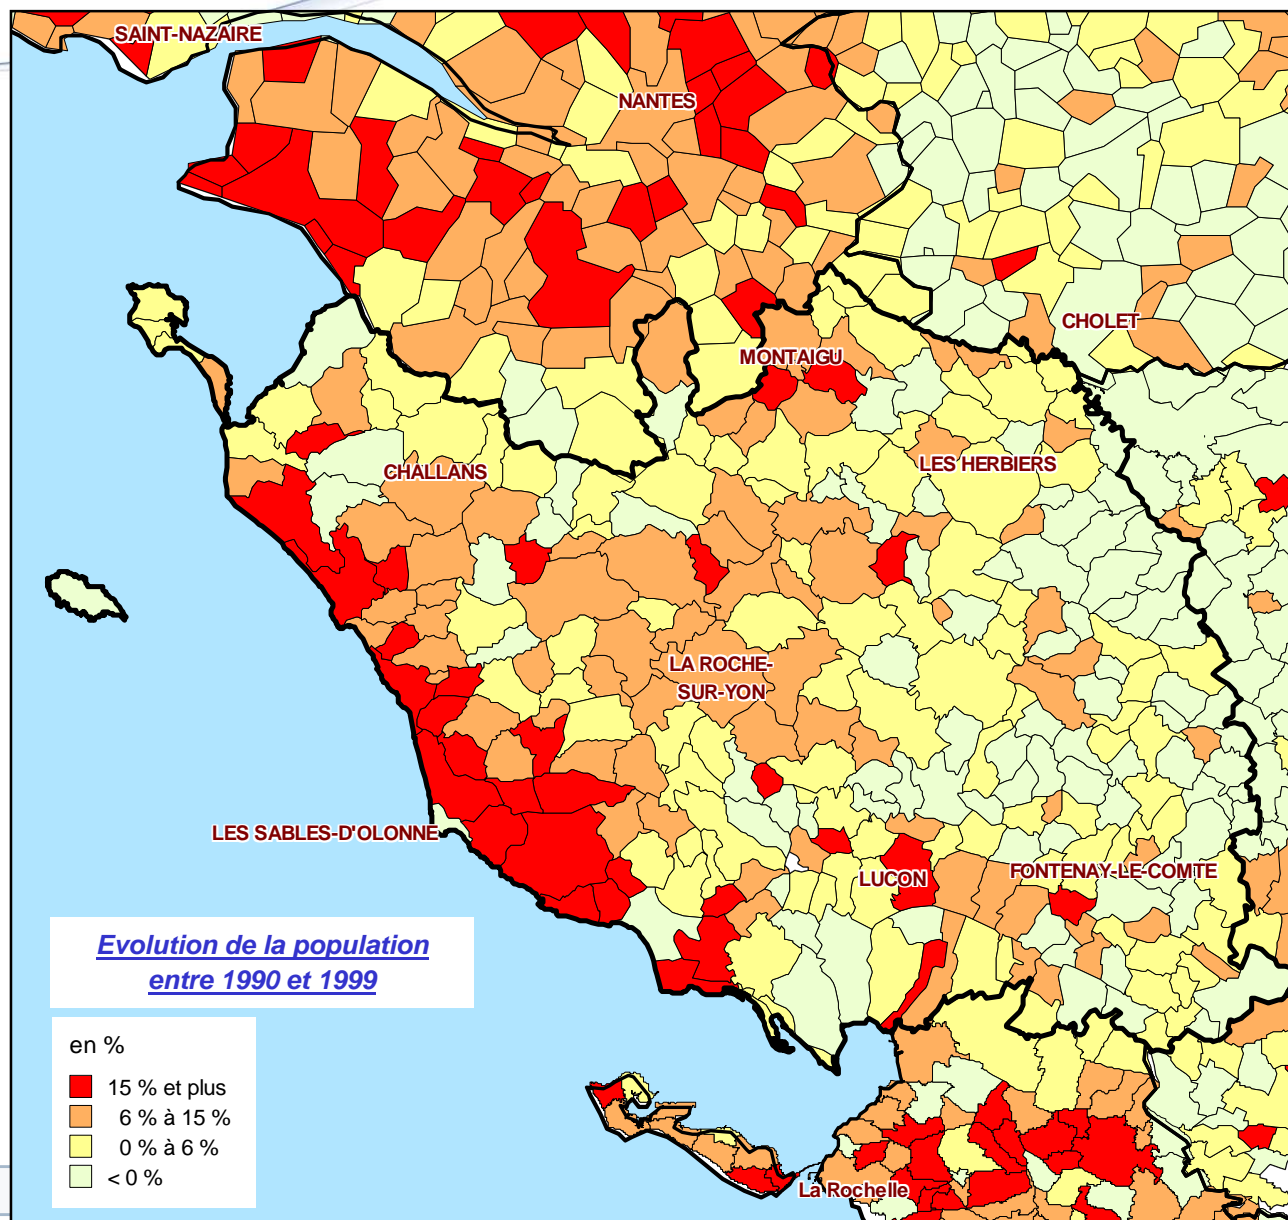 SAINT-NAZAIRE
NANTES
CHOLET
MONTAIGU
LES HERBIERS
CHALLANS
LA ROCHE-
SUR-YON
LES SABLES-D'OLONNE
LUCON
FONTENAY-LE-COMTE
Evolution de la population
entre 1990 et 1999
en %
15 % et plus
6 % à 15 %
0 % à 6 %
< 0 %
La Rochelle